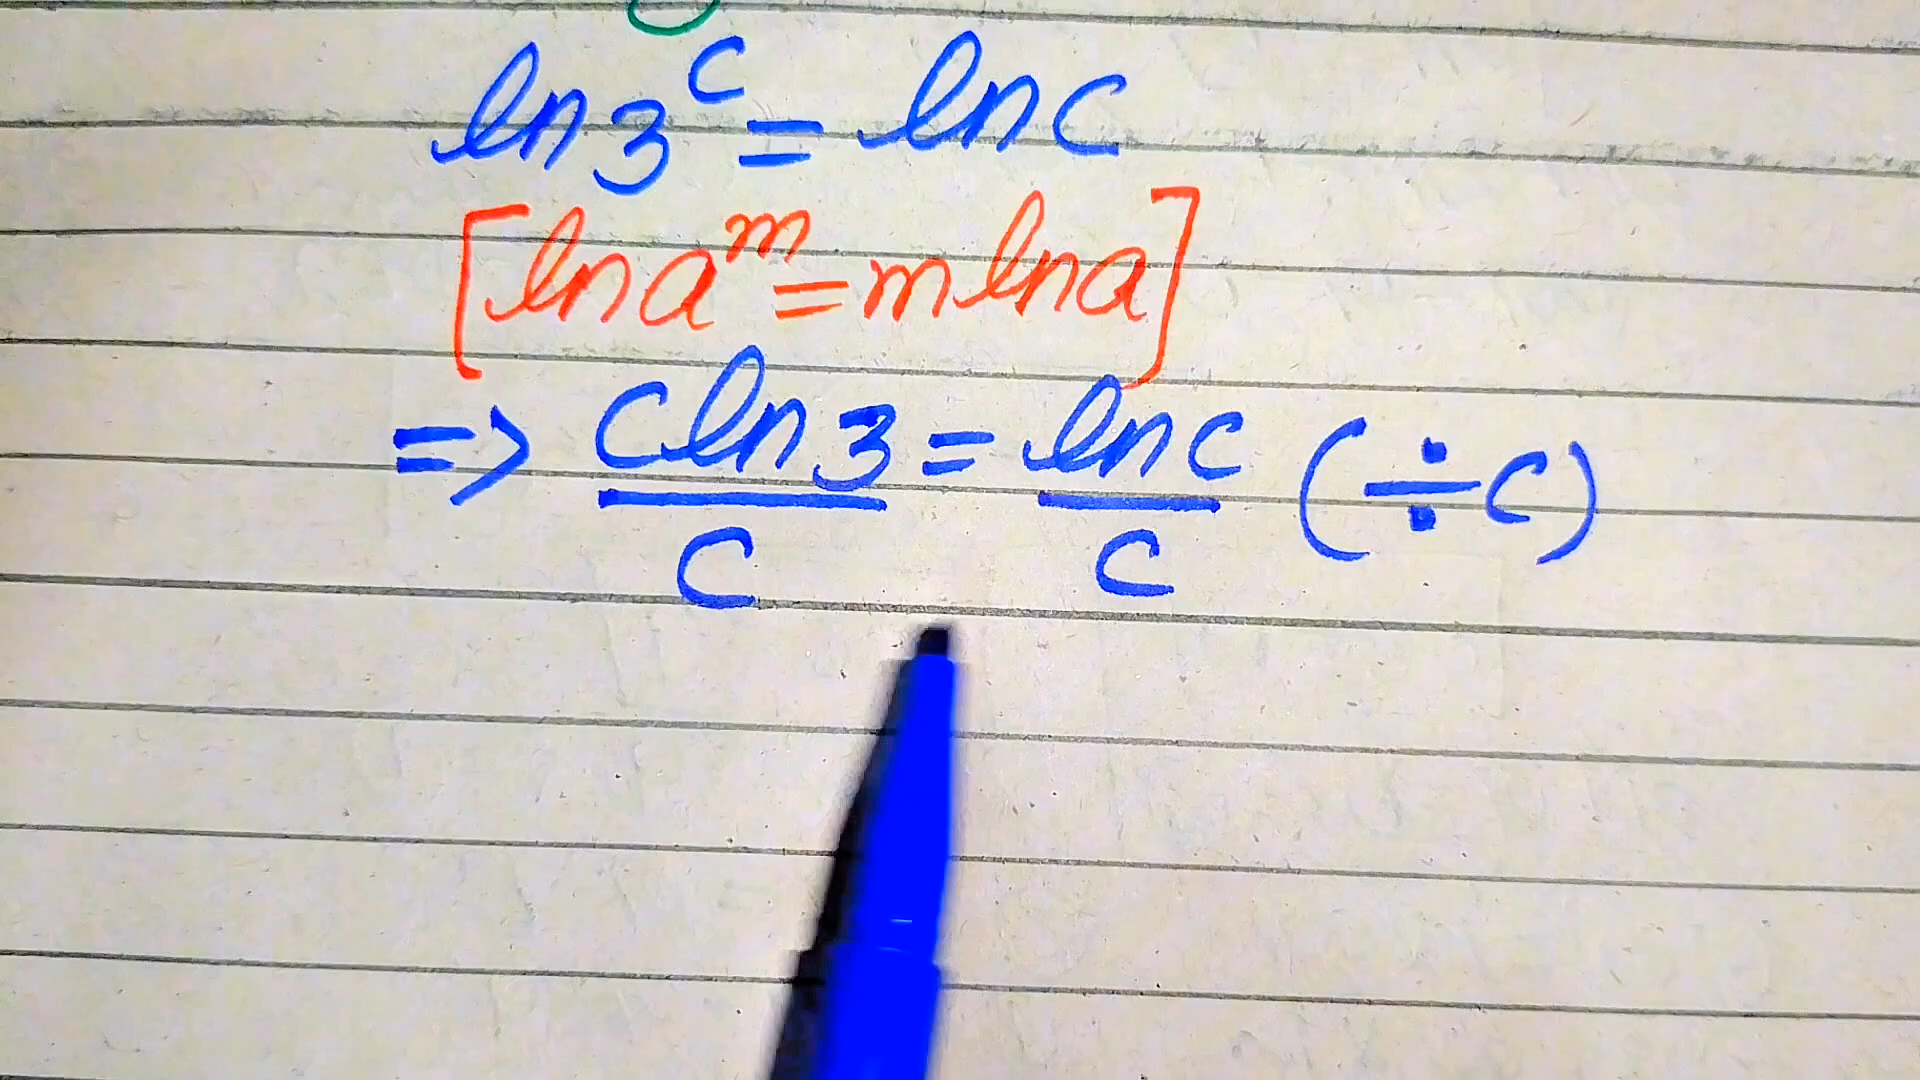 ln3^c = lnc
[lna^m = mlna]
=> cln3/c = lnc/c (÷c)